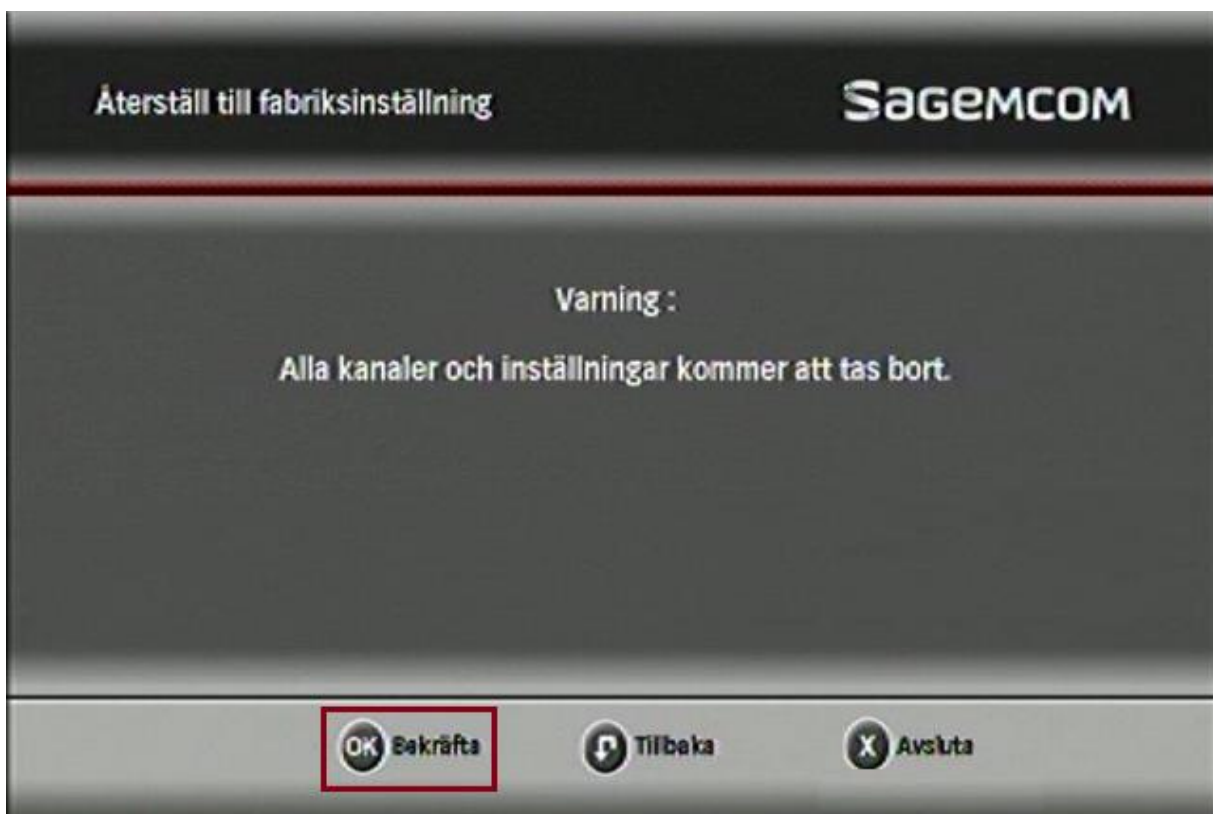 Återställ till fabriksinställning
SAGEMCOM
Varning :
Alla kanaler och inställningar kommer att tas bort.
OK Bekräfta
Tillbaka
X Avsluta